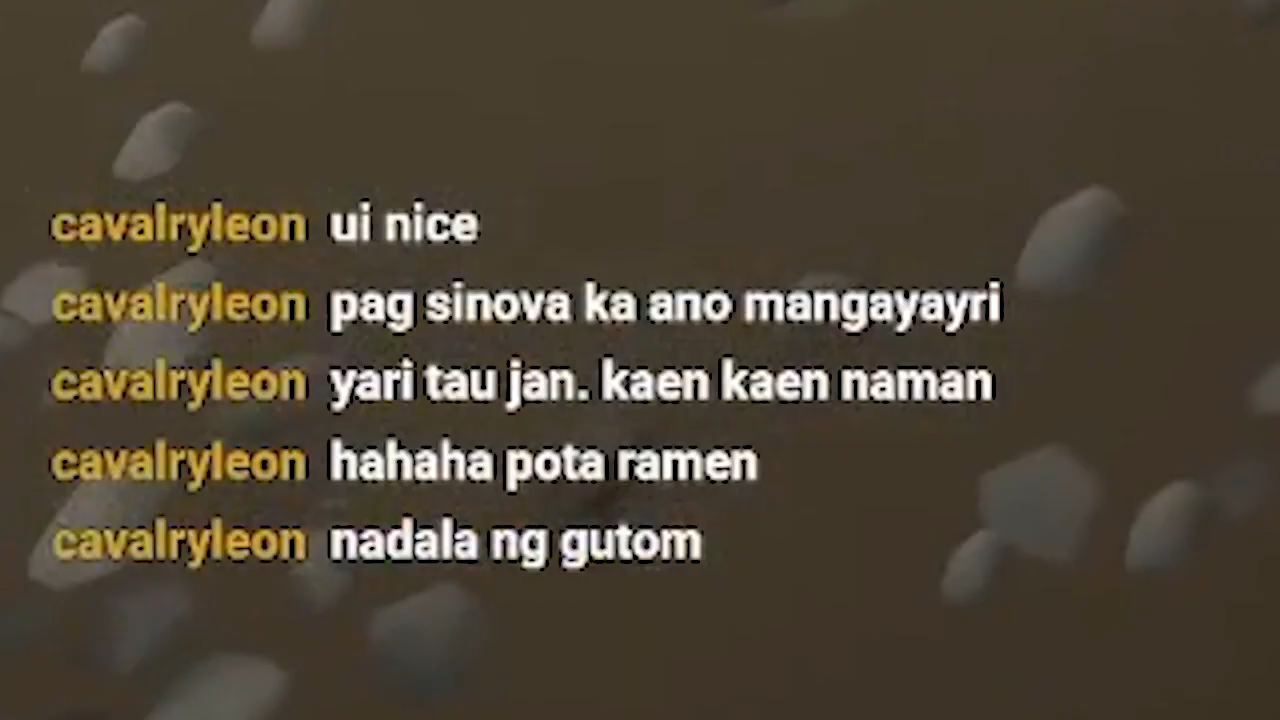 cavalryleon ui nice
cavalryleon pag sinova ka ano mangayayri
cavalryleon yari tau jan. kaen kaen naman
cavalryleon hahaha pota ramen
cavalryleon nadala ng gutom